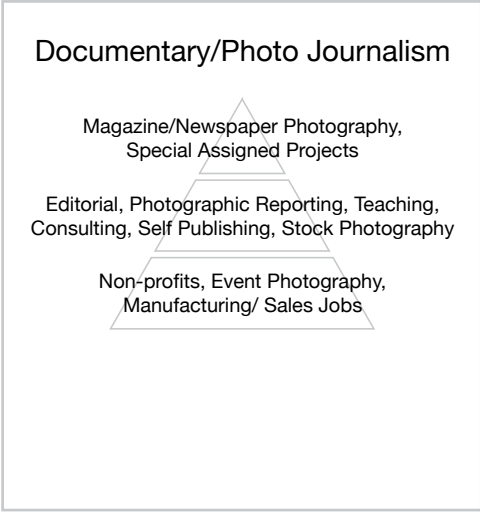 Documentary/Photo Journalism
Magazine/Newspaper Photography,
Special Assigned Projects
Editorial, Photographic Reporting, Teaching,
Consulting, Self Publishing, Stock Photography
Non-profits, Event Photography,
Manufacturing/ Sales Jobs